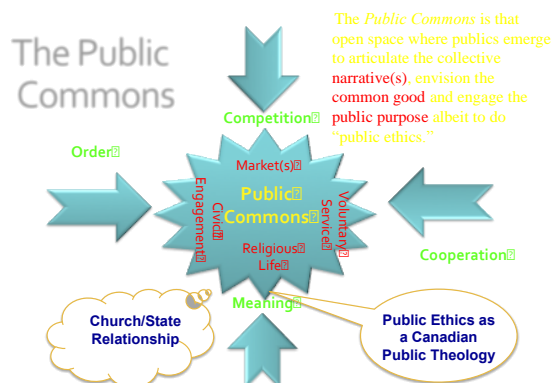 The Public
Commons
The Public Commons is that
open space where publics emerge
to articulate the collective
narrative(s), envision the
common good and engage the
public purpose albeit to do
“public ethics.”
Competition
Order
Market(s)
Public
Commons
Civic
Engagement
Voluntary
Service
Religious
Life
Cooperation
Meaning
Church/State
Relationship
Public Ethics as
a Canadian
Public Theology